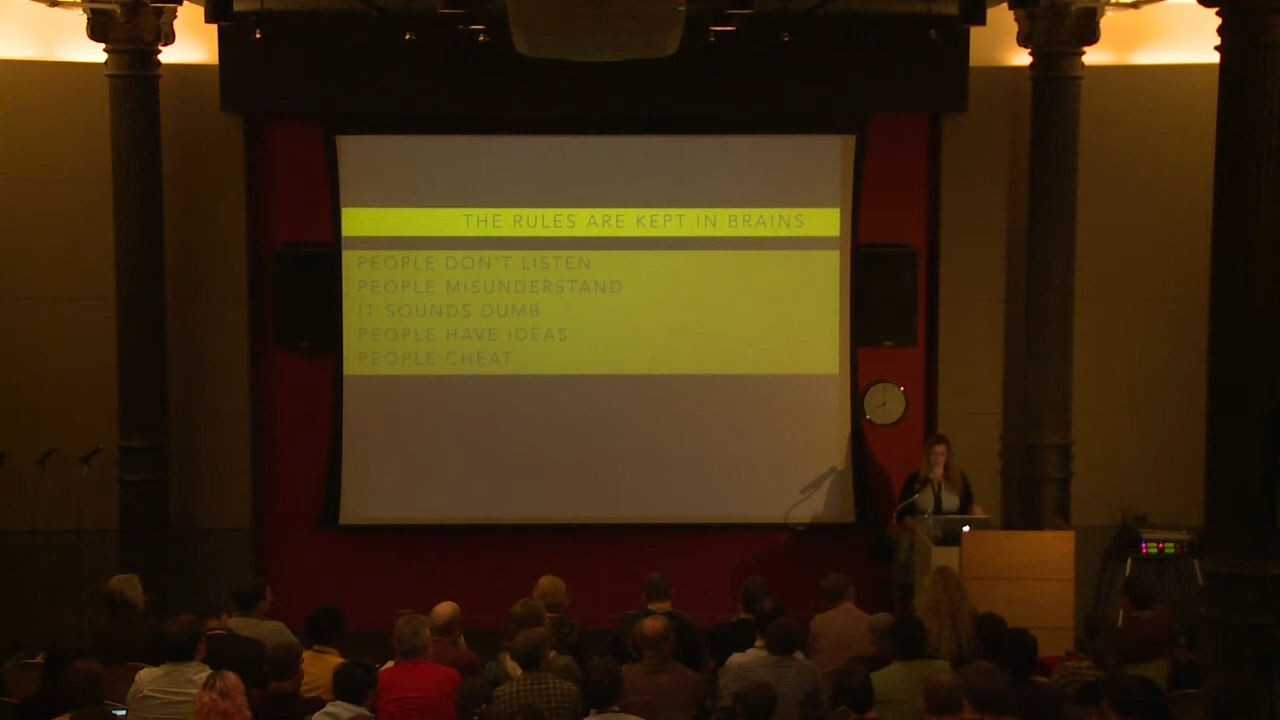 THE RULES ARE KEPT IN BRAINS
PEOPLE DON'T LISTEN
PEOPLE MISUNDERSTAND
IT SOUNDS DUMB
PEOPLE HAVE IDEAS
PEOPLE CHEAT